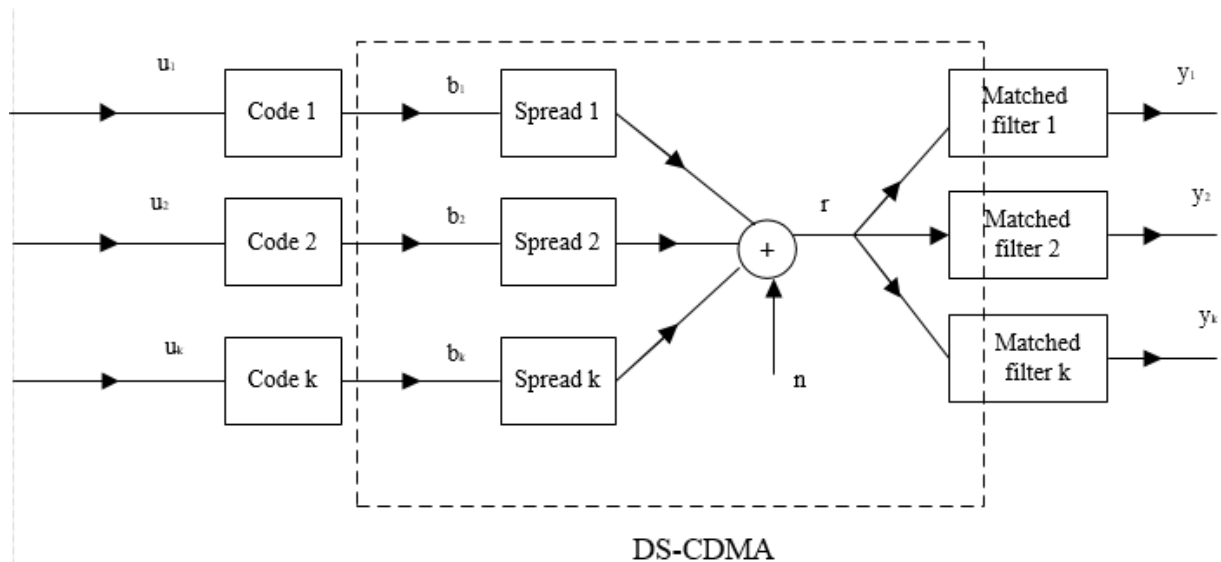 u₁
Code 1
b₁
Spread 1
Matched
filter 1
y₁
u₂
Code 2
b₂
Spread 2
+
r
Matched
filter 2
y₂
uₖ
Code k
bₖ
Spread k
n
Matched
filter k
yₖ
DS-CDMA